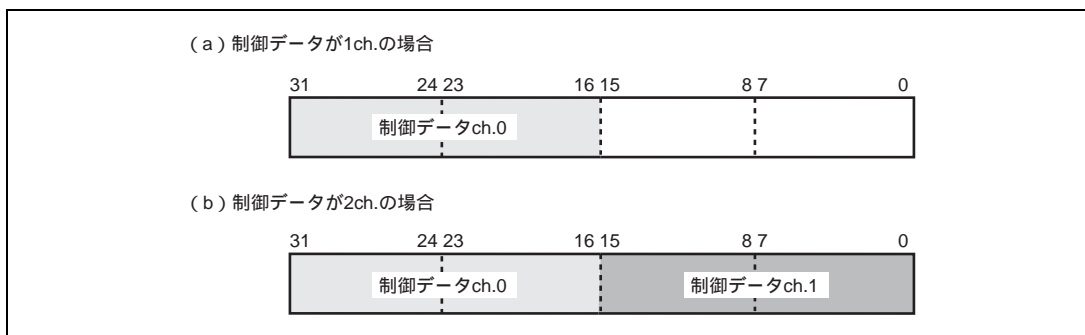 （a）制御データが1ch.の場合
31 24 23 16 15 8 7 0
制御データch.0
（b）制御データが2ch.の場合
31 24 23 16 15 8 7 0
制御データch.0 制御データch.1